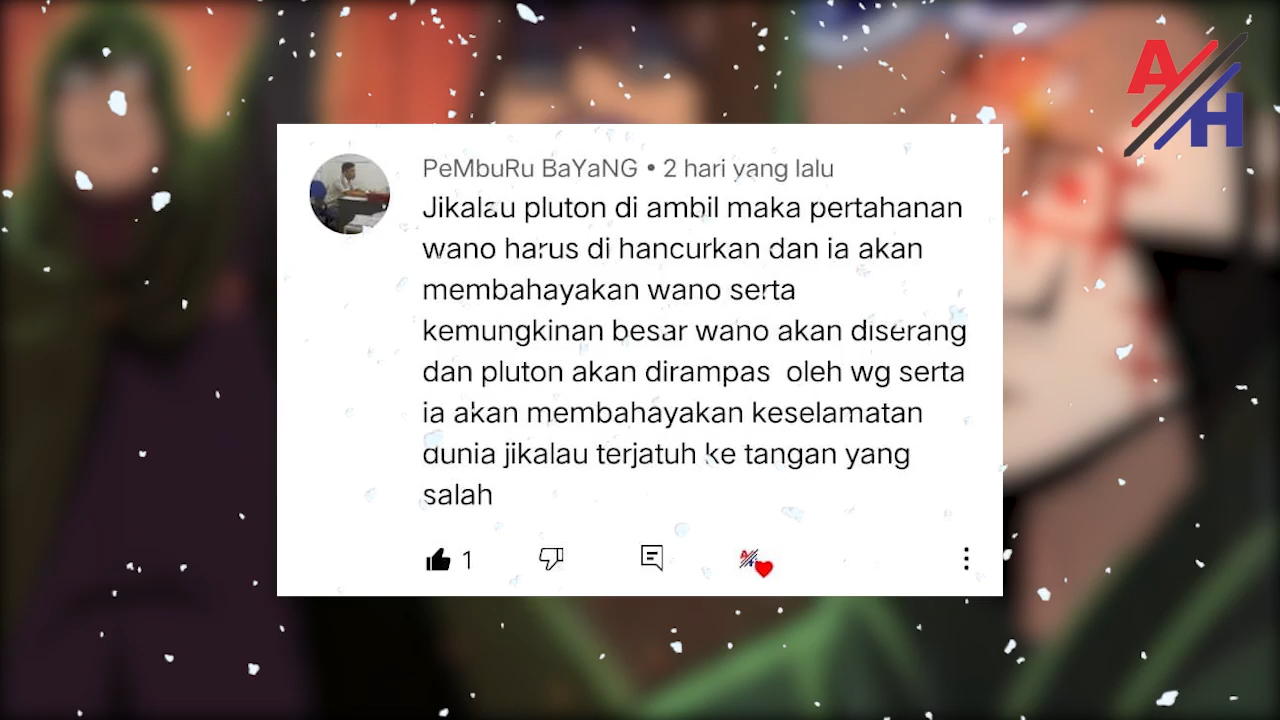 A/H
PeMbuRu BaYaNG • 2 hari yang lalu
Jikalau pluton di ambil maka pertahanan
wano harus di hancurkan dan ia akan
membahayakan wano serta
kemungkinan besar wano akan diserang
dan pluton akan dirampas oleh wg serta
ia akan membahayakan keselamatan
dunia jikalau terjatuh ke tangan yang
salah
1